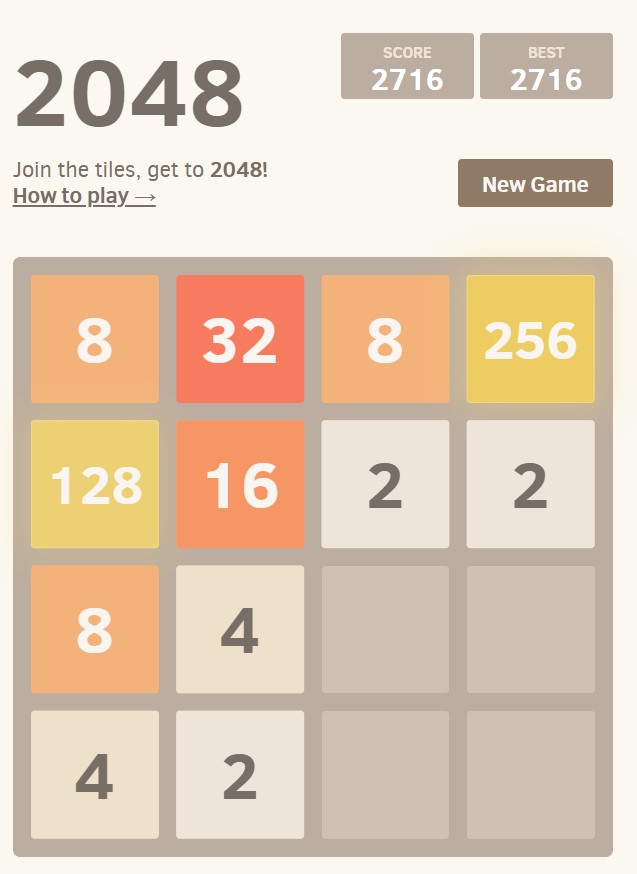 2048
SCORE
2716
BEST
2716
Join the tiles, get to 2048!
How to play →
New Game
8 32 8 256
128 16 2 2
8 4
4 2